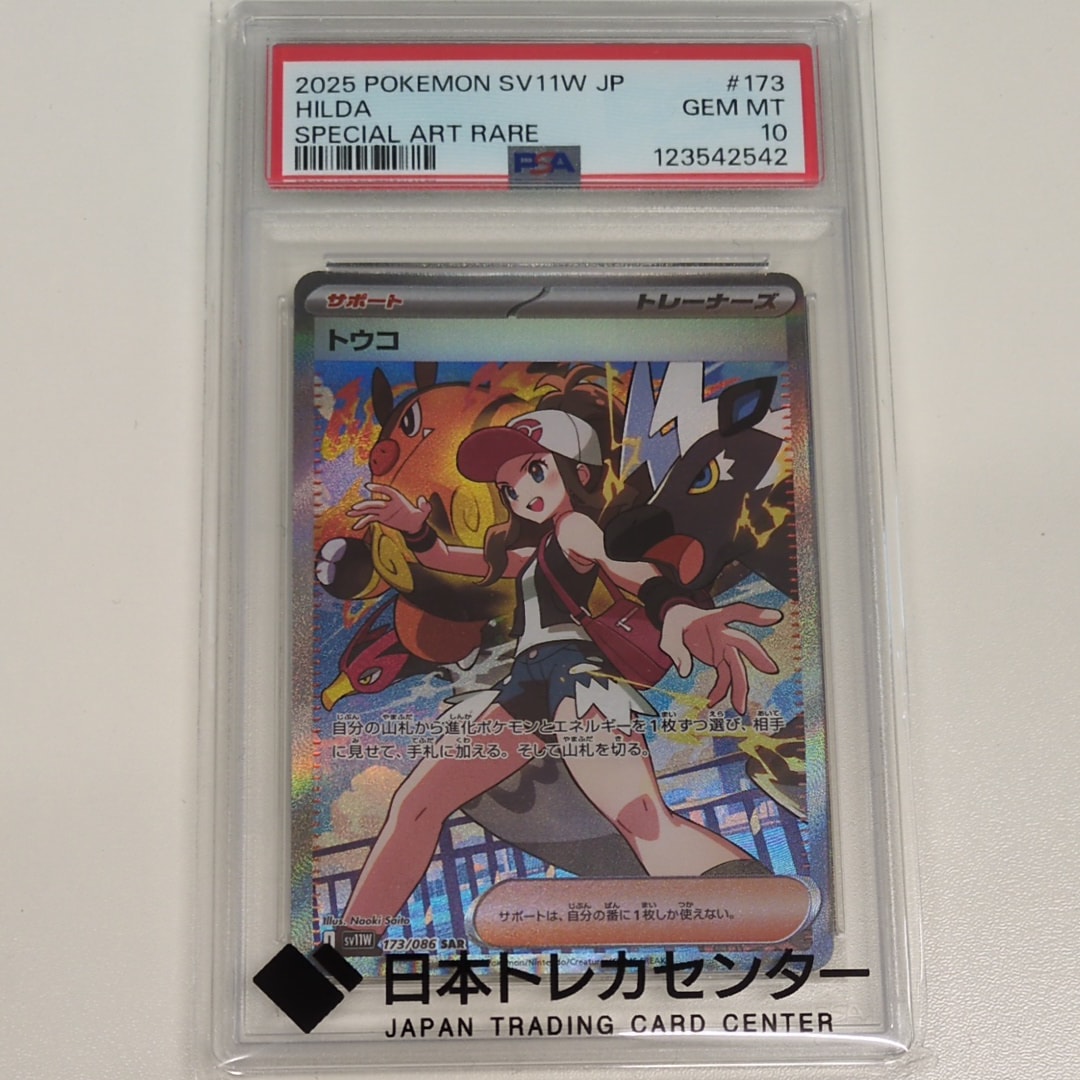 2025 POKEMON SV11W JP #173
HILDA GEM MT
SPECIAL ART RARE 10
PSA 123542542
サポート トレーナーズ
トウコ
自分の山札から進化ポケモンとエネルギーを1枚ずつ選び、相手
に見せて、手札に加える。そして山札を切る。
サポートは、自分の番に1枚しか使えない。
Illus. Naoki Saito
sv11W 173/086 SAR
日本トレカセンター
JAPAN TRADING CARD CENTER